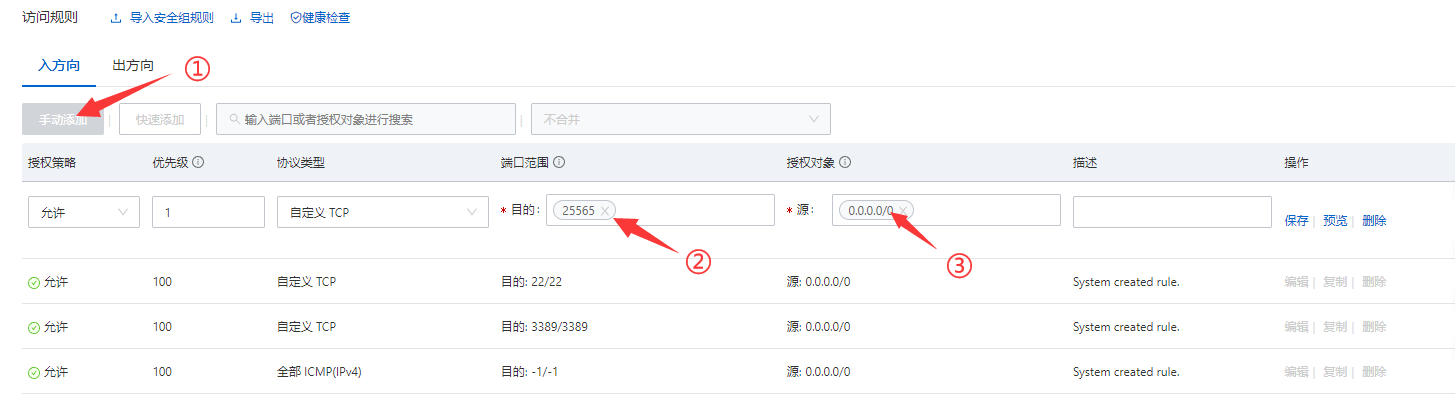 访问规则 导入安全组规则 导出 健康检查
入方向 出方向 ①
手动添加 快速添加 输入端口或者授权对象进行搜索 不合并
授权策略 优先级 协议类型 端口范围 授权对象 描述 操作
允许 1 自定义 TCP * 目的: 25565 * 源: 0.0.0.0/0 保存 预览 删除
② ③
允许 100 自定义 TCP 目的: 22/22 源: 0.0.0.0/0 System created rule. 编辑 复制 删除
允许 100 自定义 TCP 目的: 3389/3389 源: 0.0.0.0/0 System created rule. 编辑 复制 删除
允许 100 全部 ICMP(IPv4) 目的: -1/-1 源: 0.0.0.0/0 System created rule. 编辑 复制 删除